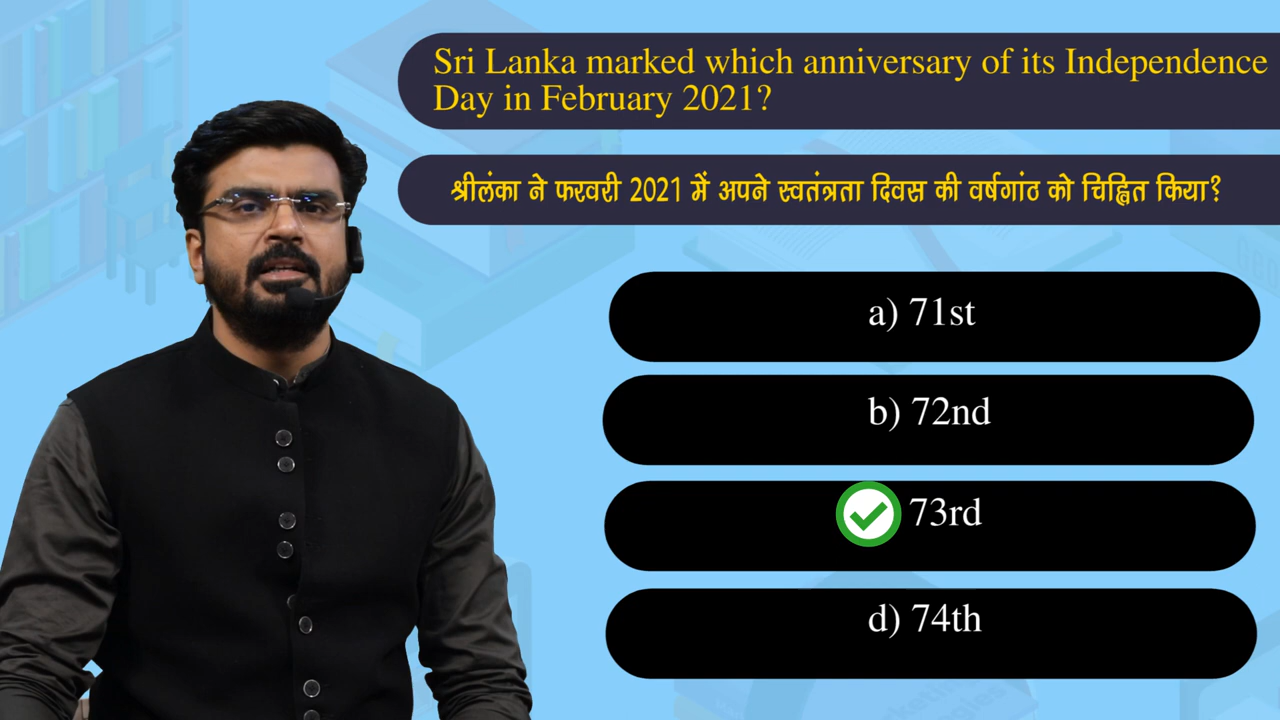 Sri Lanka marked which anniversary of its Independence
Day in February 2021?
श्रीलंका ने फरवरी 2021 में अपने स्वतंत्रता दिवस की वर्षगांठ को चिह्नित किया?
a) 71st
b) 72nd
73rd
d) 74th